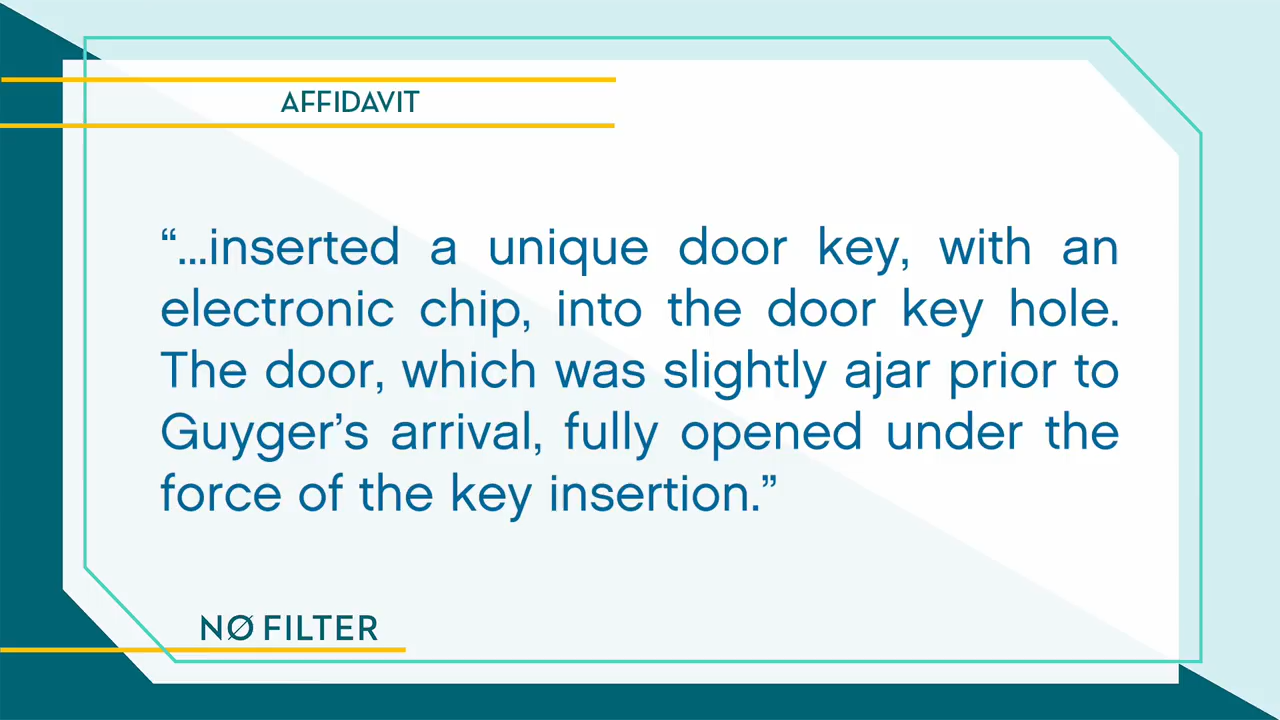 AFFIDAVIT
“...inserted a unique door key, with an
electronic chip, into the door key hole.
The door, which was slightly ajar prior to
Guyger’s arrival, fully opened under the
force of the key insertion.”
NØ FILTER